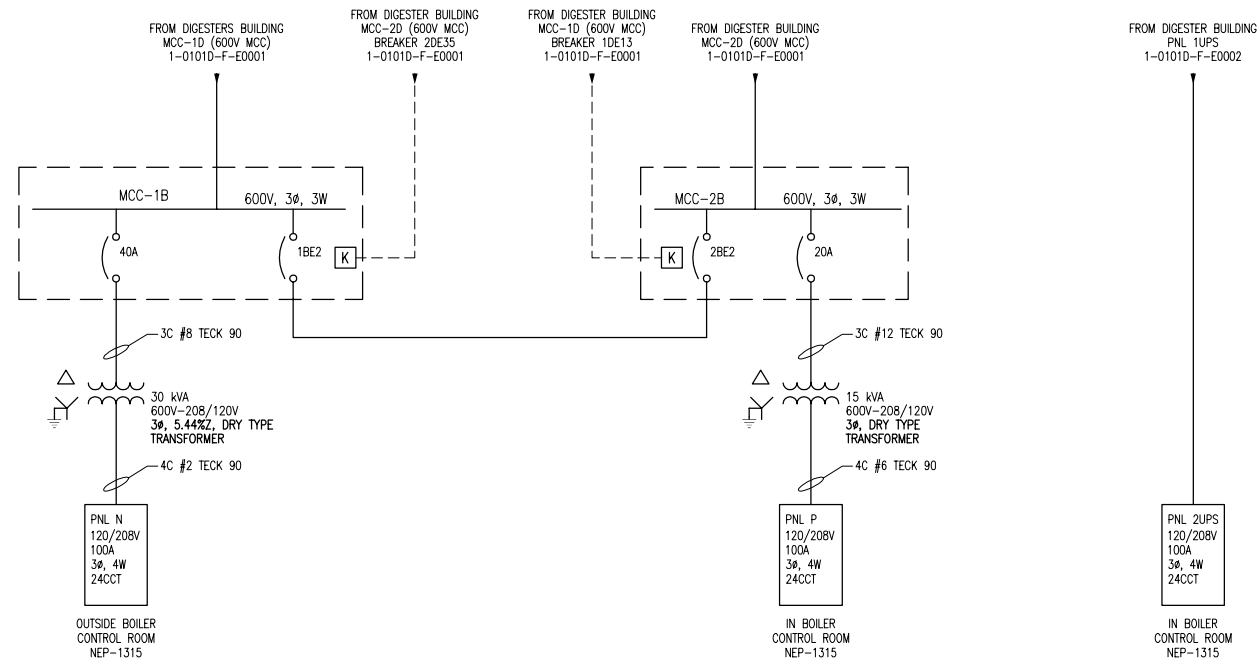 FROM DIGESTERS BUILDING
MCC-1D (600V MCC)
1-0101D-F-E0001
FROM DIGESTER BUILDING
MCC-2D (600V MCC)
BREAKER 2DE35
1-0101D-F-E0001
FROM DIGESTER BUILDING
MCC-1D (600V MCC)
BREAKER 1DE13
1-0101D-F-E0001
FROM DIGESTER BUILDING
MCC-2D (600V MCC)
1-0101D-F-E0001
FROM DIGESTER BUILDING
PNL 1UPS
1-0101D-F-E0002
MCC-1B
600V, 3ø, 3W
40A
1BE2
K
MCC-2B
600V, 3ø, 3W
K
2BE2
20A
3C #8 TECK 90
30 kVA
600V-208/120V
3ø, 5.44%Z, DRY TYPE
TRANSFORMER
4C #2 TECK 90
PNL N
120/208V
100A
3ø, 4W
24CCT
OUTSIDE BOILER
CONTROL ROOM
NEP-1315
3C #12 TECK 90
15 kVA
600V-208/120V
3ø, DRY TYPE
TRANSFORMER
4C #6 TECK 90
PNL P
120/208V
100A
3ø, 4W
24CCT
IN BOILER
CONTROL ROOM
NEP-1315
PNL 2UPS
120/208V
100A
3ø, 4W
24CCT
IN BOILER
CONTROL ROOM
NEP-1315